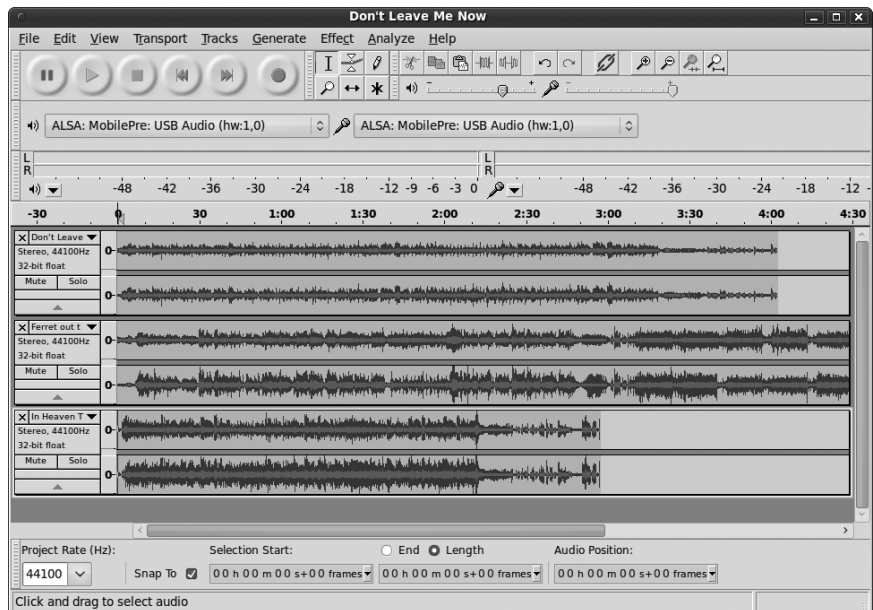 Don't Leave Me Now
File Edit View Transport Tracks Generate Effect Analyze Help
ALSA: MobilePre: USB Audio (hw:1,0) ALSA: MobilePre: USB Audio (hw:1,0)
L L
R R
-48 -42 -36 -30 -24 -18 -12 -9 -6 -3 0 -48 -42 -36 -30 -24 -18 -12 -
-30 0 30 1:00 1:30 2:00 2:30 3:00 3:30 4:00 4:30
X Don't Leave
Stereo, 44100Hz 0-
32-bit float
Mute Solo
0-
X Ferret out t
Stereo, 44100Hz 0-
32-bit float
Mute Solo
0-
X In Heaven T
Stereo, 44100Hz 0-
32-bit float
Mute Solo
0-
Project Rate (Hz): Selection Start: End Length Audio Position:
44100 Snap To 00 h 00 m 00 s+00 frames 00 h 00 m 00 s+00 frames 00 h 00 m 00 s+00 frames
Click and drag to select audio